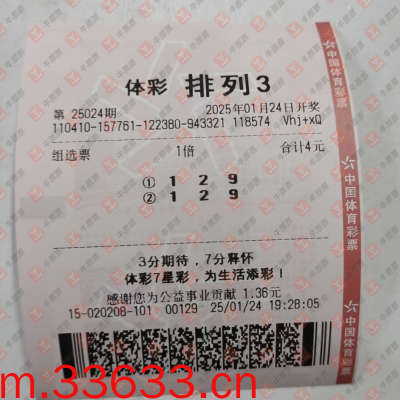 体彩 排列3
第 25024期 2025年01月24日开奖
110410-157761-122380-943321 118574 Vhj+xQ
组选票 1倍 合计4元
① 1 2 9
② 1 2 9
3分期待，7分释怀
体彩7星彩，为生活添彩！
感谢您为公益事业贡献 1.36元
15-020208-101 00129 25/01/24 19:28:05
中国体育彩票
中国体育彩票
中国体育彩票
m.33633.cn